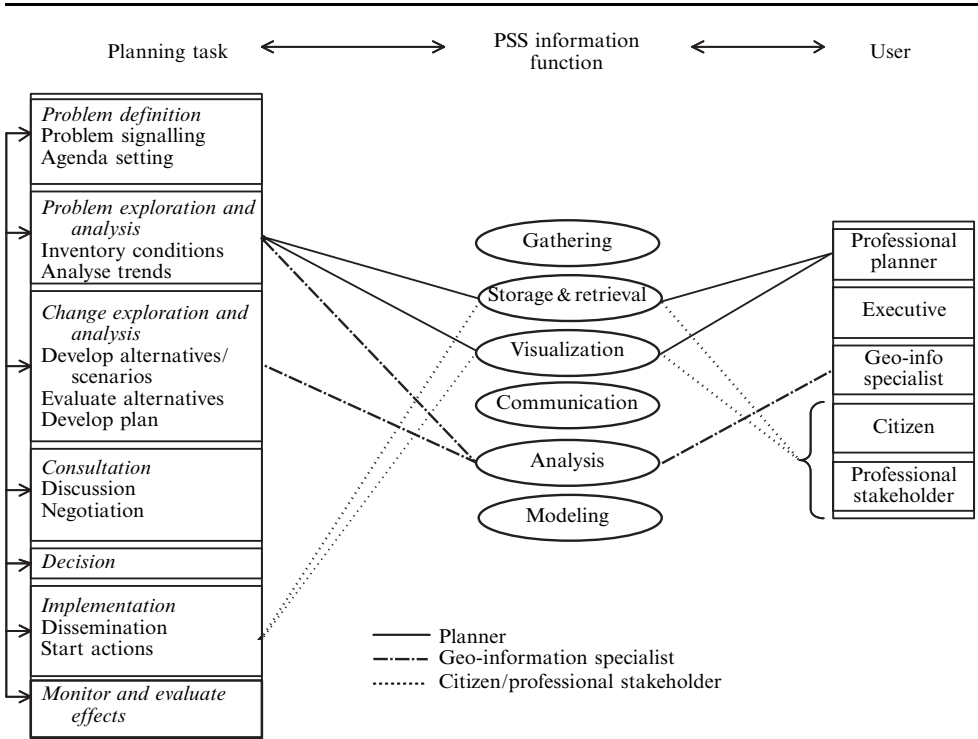 Planning task
PSS information
function
User
Problem definition
Problem signalling
Agenda setting
Problem exploration and
analysis
Inventory conditions
Analyse trends
Change exploration and
analysis
Develop alternatives/
scenarios
Evaluate alternatives
Develop plan
Consultation
Discussion
Negotiation
Decision
Implementation
Dissemination
Start actions
Monitor and evaluate
effects
Gathering
Storage & retrieval
Visualization
Communication
Analysis
Modeling
Professional
planner
Executive
Geo-info
specialist
Citizen
Professional
stakeholder
Planner
Geo-information specialist
Citizen/professional stakeholder